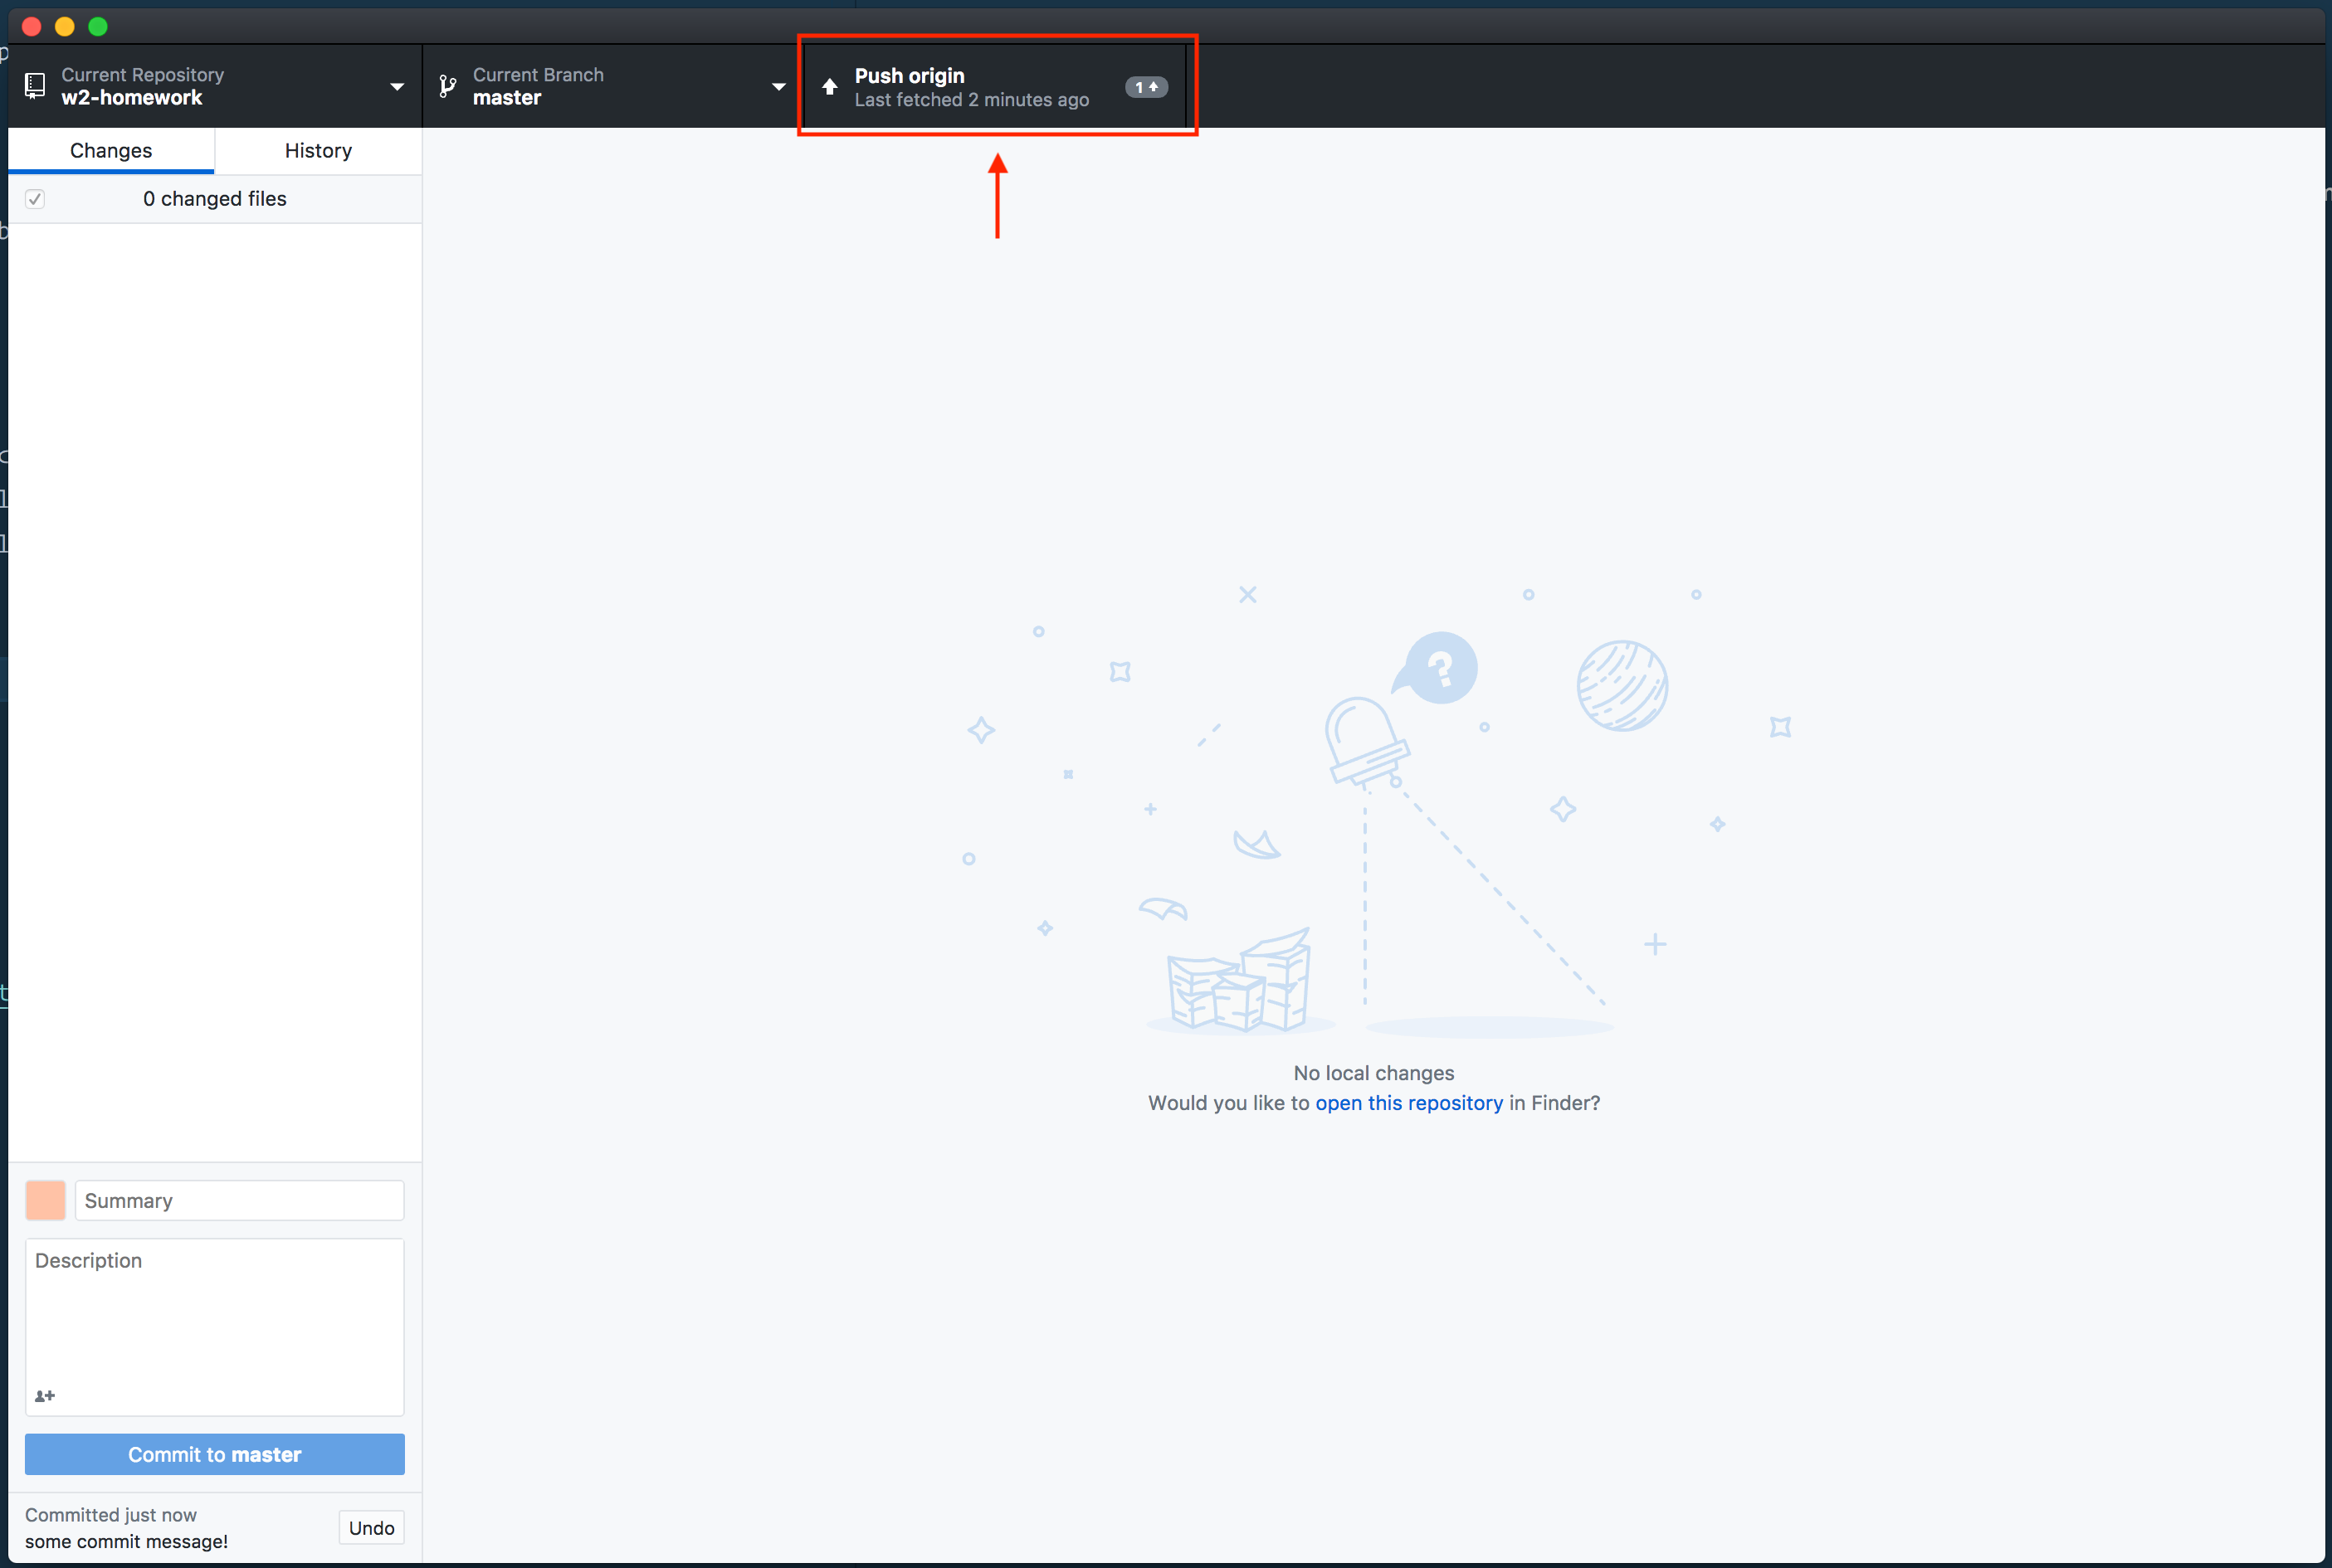 Current Repository
w2-homework
Current Branch
master
Push origin
Last fetched 2 minutes ago
1
Changes
History
0 changed files
?
No local changes
Would you like to open this repository in Finder?
Summary
Description
Commit to master
Committed just now
some commit message!
Undo